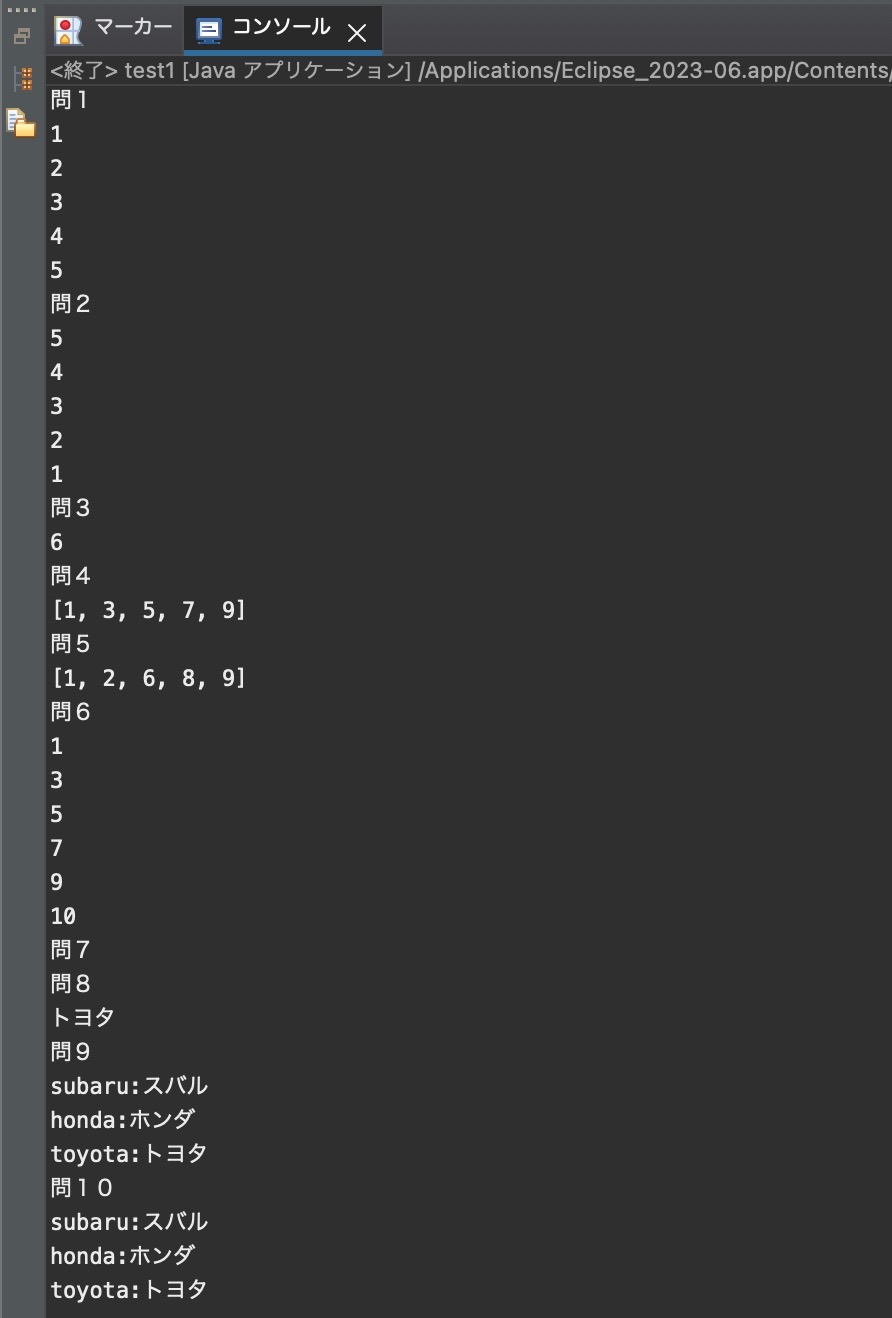 マーカー コンソール
<終了> test1 [Java アプリケーション] /Applications/Eclipse_2023-06.app/Contents/
問１
1
2
3
4
5
問２
5
4
3
2
1
問３
6
問４
[1, 3, 5, 7, 9]
問５
[1, 2, 6, 8, 9]
問６
1
3
5
7
9
10
問７
問８
トヨタ
問９
subaru:スバル
honda:ホンダ
toyota:トヨタ
問１０
subaru:スバル
honda:ホンダ
toyota:トヨタ